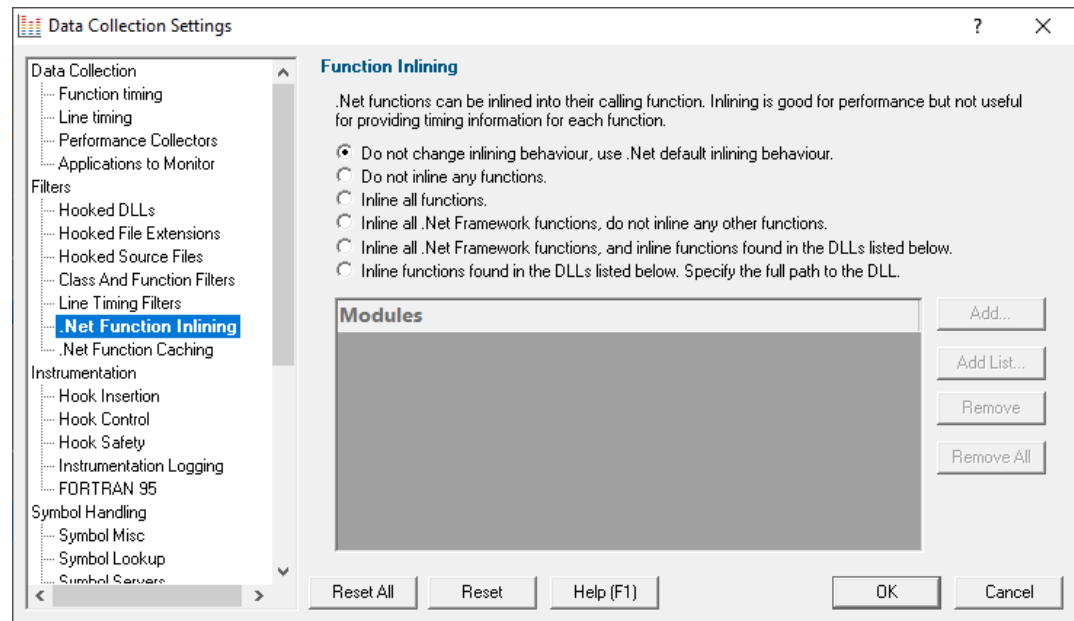 Data Collection Settings
?
Data Collection
Function timing
Line timing
Performance Collectors
Applications to Monitor
Filters
Hooked DLLs
Hooked File Extensions
Hooked Source Files
Class And Function Filters
Line Timing Filters
.Net Function Inlining
.Net Function Caching
Instrumentation
Hook Insertion
Hook Control
Hook Safety
Instrumentation Logging
FORTRAN 95
Symbol Handling
Symbol Misc
Symbol Lookup
Symbol Servers
Function Inlining
.Net functions can be inlined into their calling function. Inlining is good for performance but not useful
for providing timing information for each function.
Do not change inlining behaviour, use .Net default inlining behaviour.
Do not inline any functions.
Inline all functions.
Inline all .Net Framework functions, do not inline any other functions.
Inline all .Net Framework functions, and inline functions found in the DLLs listed below.
Inline functions found in the DLLs listed below. Specify the full path to the DLL.
Modules
Add...
Add List...
Remove
Remove All
Reset All
Reset
Help (F1)
OK
Cancel